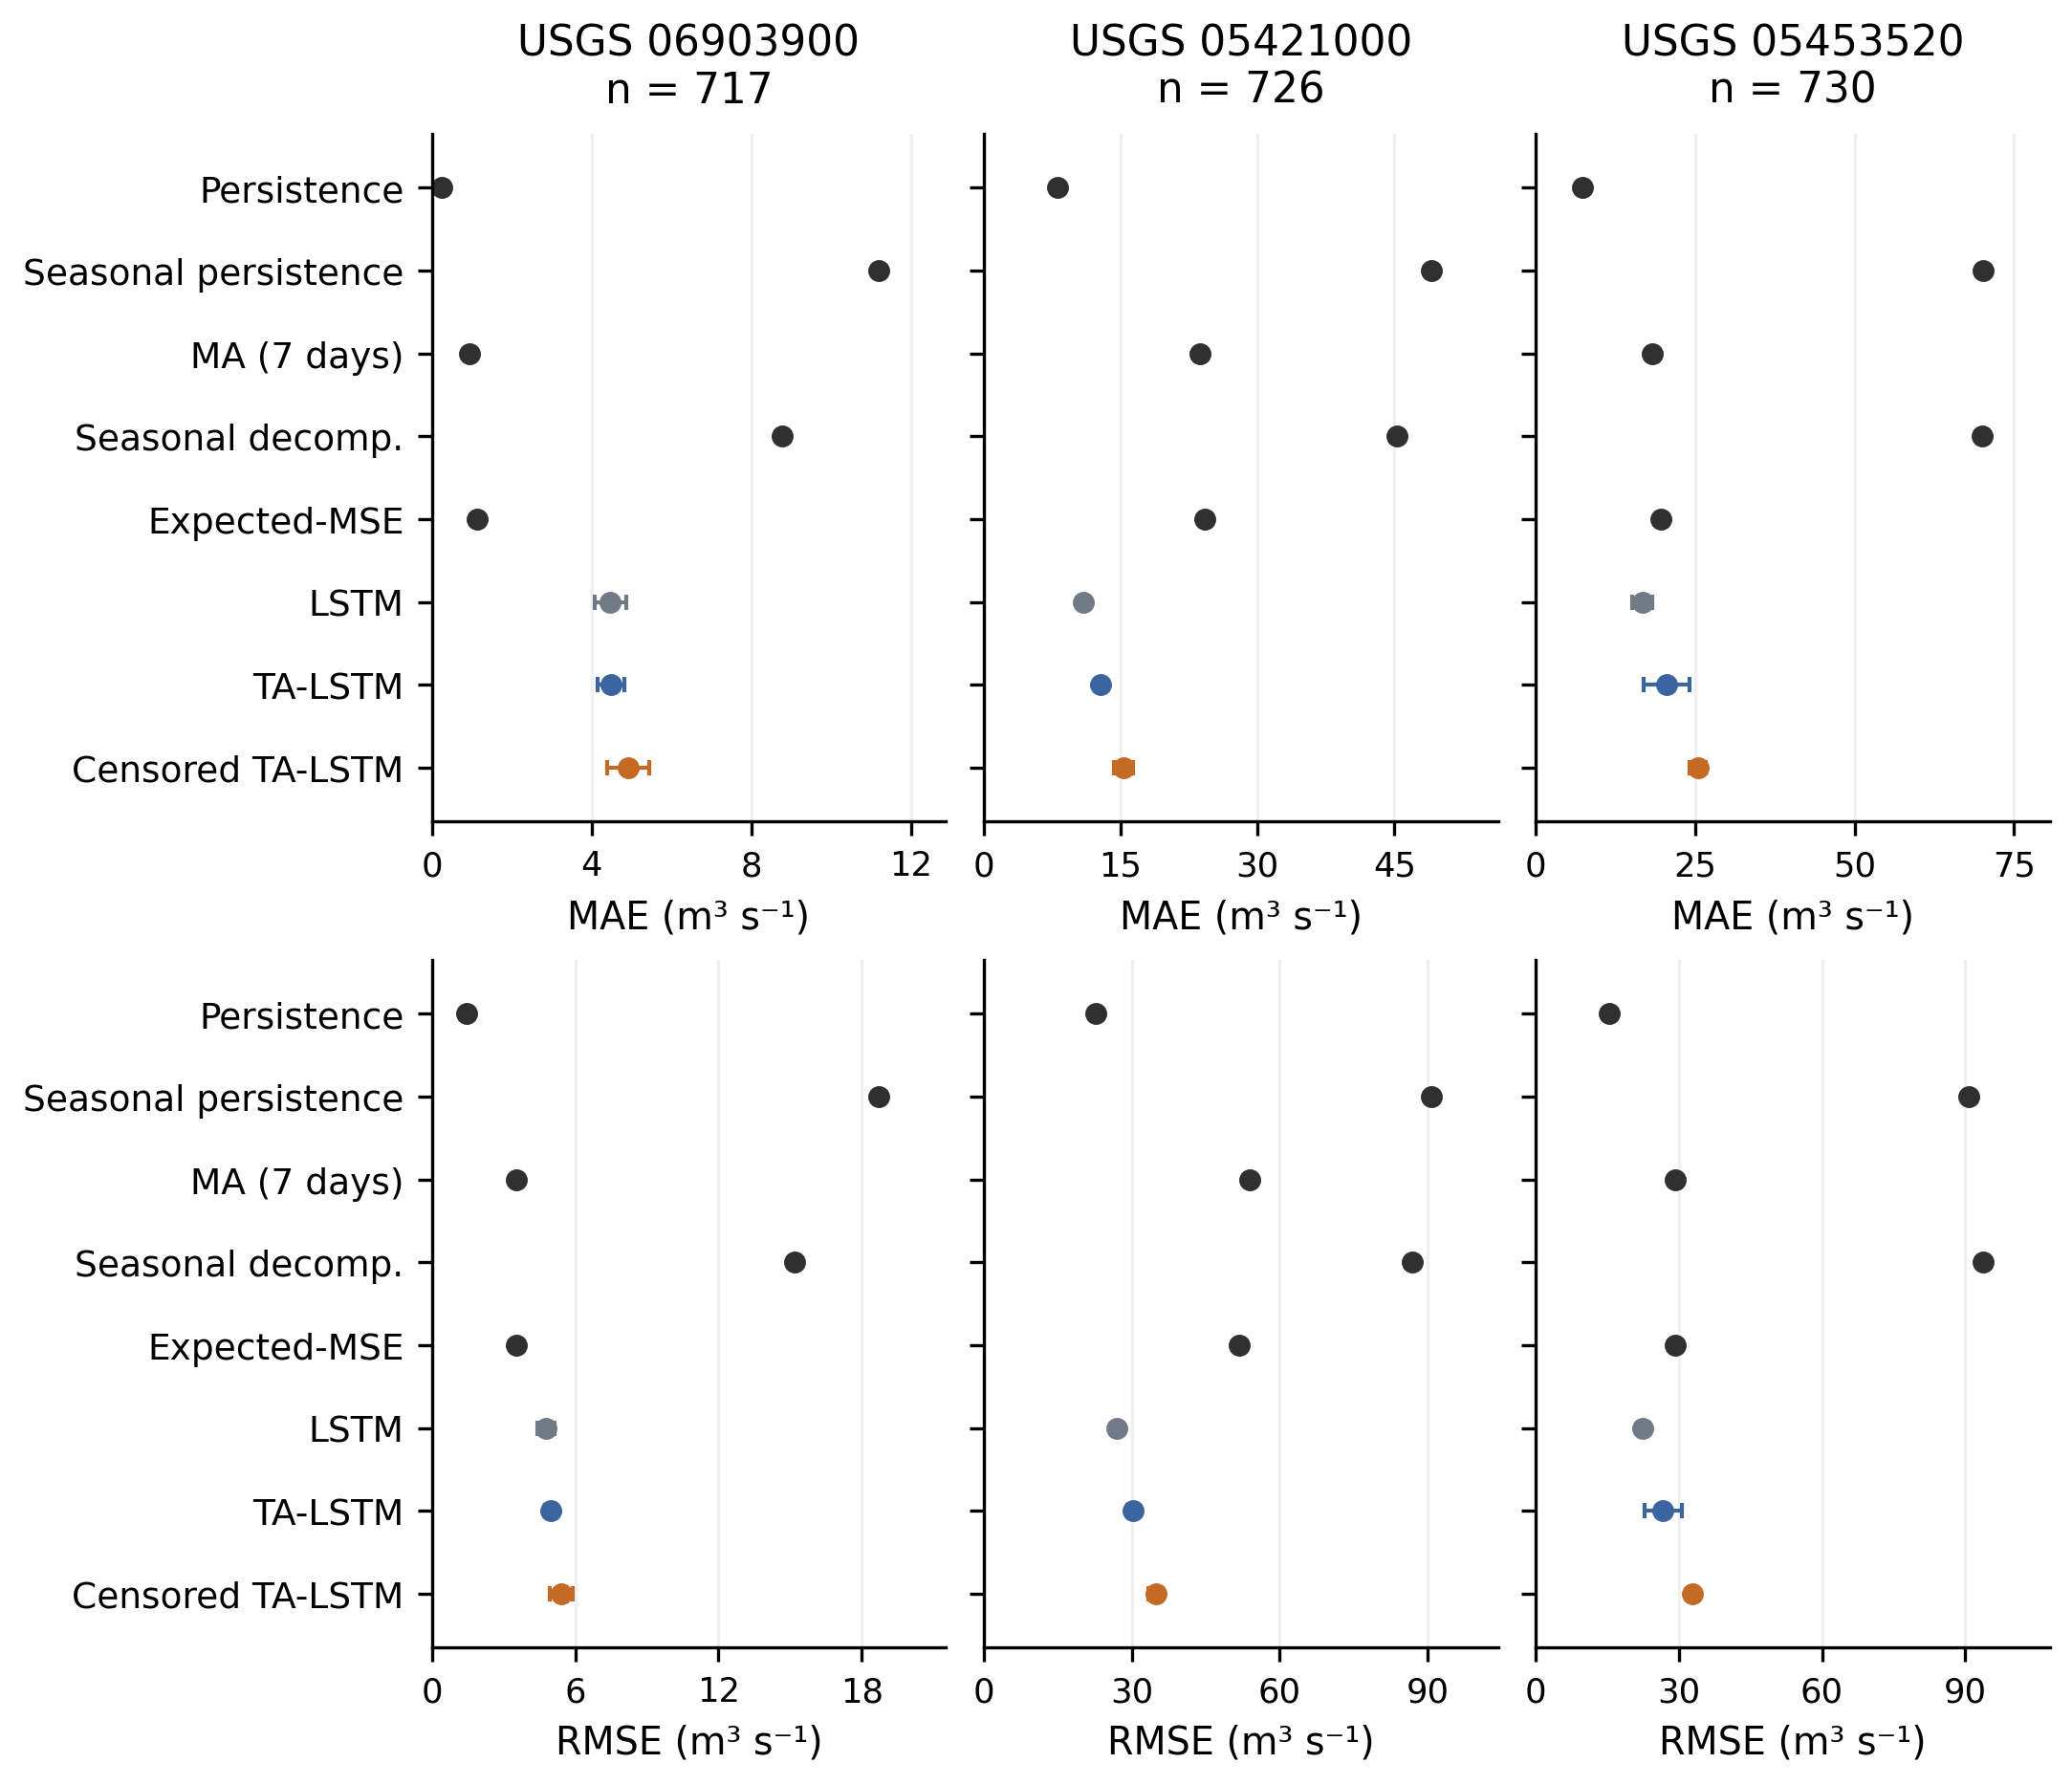 USGS 06903900
n = 717
USGS 05421000
n = 726
USGS 05453520
n = 730
Persistence
Seasonal persistence
MA (7 days)
Seasonal decomp.
Expected-MSE
LSTM
TA-LSTM
Censored TA-LSTM
0 4 8 12
MAE (m³ s⁻¹)
0 15 30 45
MAE (m³ s⁻¹)
0 25 50 75
MAE (m³ s⁻¹)
Persistence
Seasonal persistence
MA (7 days)
Seasonal decomp.
Expected-MSE
LSTM
TA-LSTM
Censored TA-LSTM
0 6 12 18
RMSE (m³ s⁻¹)
0 30 60 90
RMSE (m³ s⁻¹)
0 30 60 90
RMSE (m³ s⁻¹)